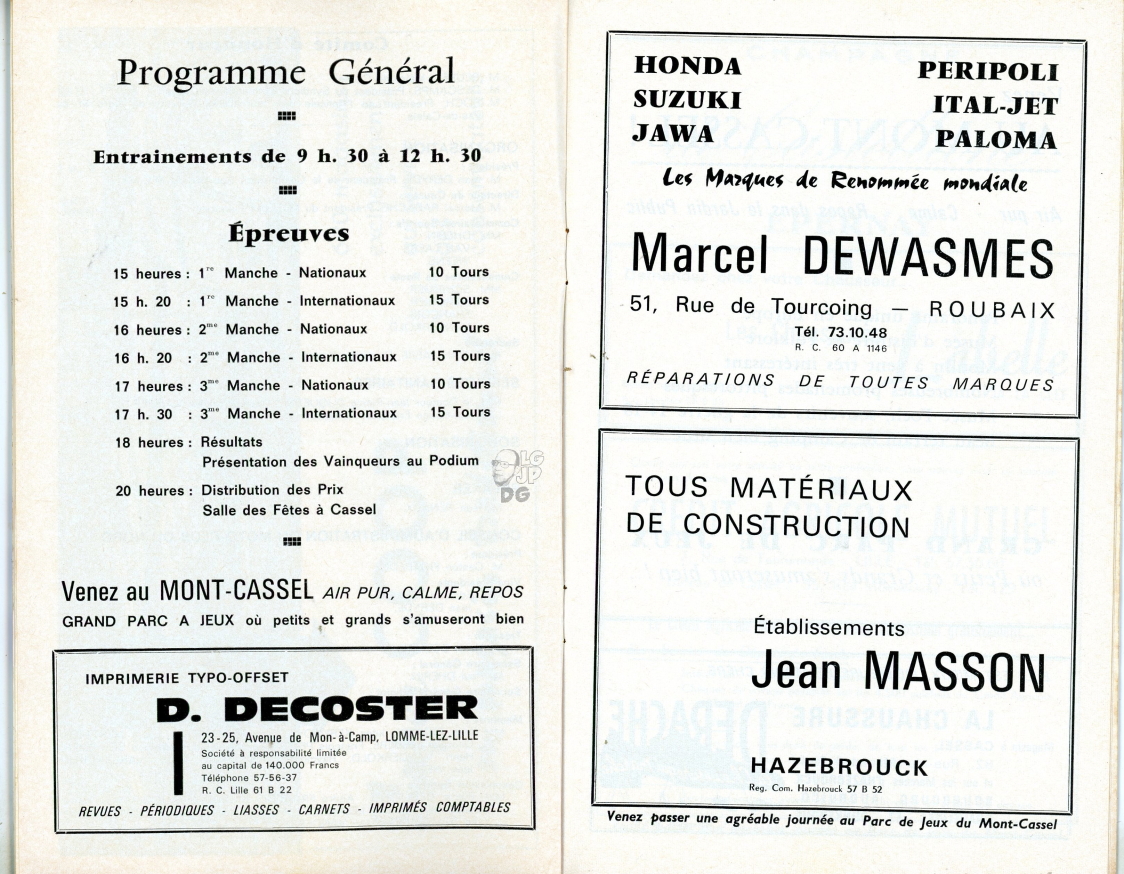 Programme Général
Entrainements de 9 h. 30 à 12 h. 30
Épreuves
15 heures : 1re Manche - Nationaux 10 Tours
15 h. 20 : 1re Manche - Internationaux 15 Tours
16 heures : 2me Manche - Nationaux 10 Tours
16 h. 20 : 2me Manche - Internationaux 15 Tours
17 heures : 3me Manche - Nationaux 10 Tours
17 h. 30 : 3me Manche - Internationaux 15 Tours
18 heures : Résultats
Présentation des Vainqueurs au Podium
20 heures : Distribution des Prix
Salle des Fêtes à Cassel
LG
JP
DG
Venez au MONT-CASSEL AIR PUR, CALME, REPOS
GRAND PARC A JEUX où petits et grands s'amuseront bien
IMPRIMERIE TYPO-OFFSET
D. DECOSTER
23-25, Avenue de Mon-à-Camp, LOMME-LEZ-LILLE
Société à responsabilité limitée
au capital de 140.000 Francs
Téléphone 57-56-37
R. C. Lille 61 B 22
REVUES - PÉRIODIQUES - LIASSES - CARNETS - IMPRIMÉS COMPTABLES
HONDA PERIPOLI
SUZUKI ITAL-JET
JAWA PALOMA
Les Marques de Renommée mondiale
Marcel DEWASMES
51, Rue de Tourcoing — ROUBAIX
Tél. 73.10.48
R. C. 60 A 1146
RÉPARATIONS DE TOUTES MARQUES
TOUS MATÉRIAUX
DE CONSTRUCTION
Établissements
Jean MASSON
HAZEBROUCK
Reg. Com. Hazebrouck 57 B 52
Venez passer une agréable journée au Parc de Jeux du Mont-Cassel